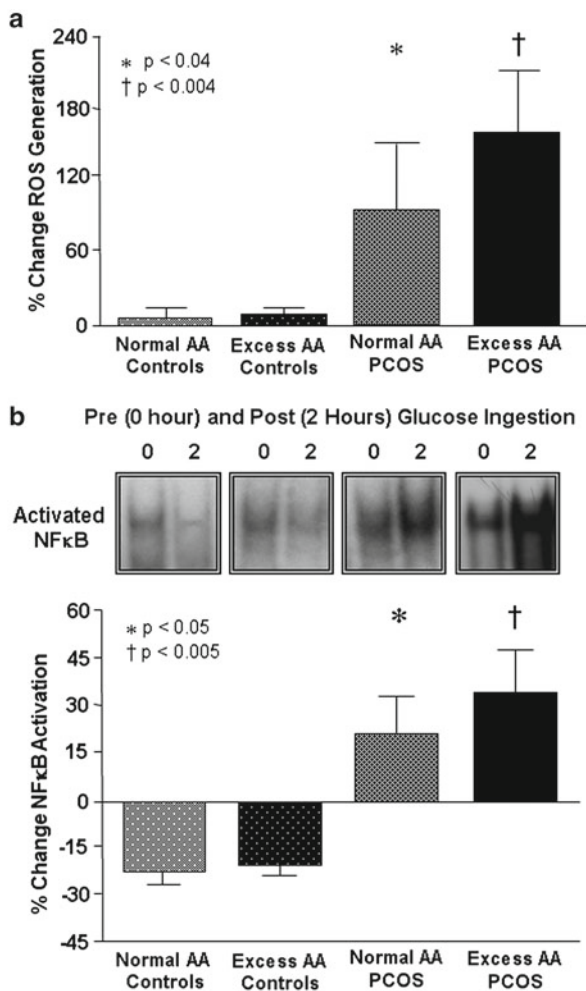 a
240
180
120
60
0
% Change ROS Generation
* p < 0.04
† p < 0.004
*
†
Normal AA Controls
Excess AA Controls
Normal AA PCOS
Excess AA PCOS
b
Pre (0 hour) and Post (2 Hours) Glucose Ingestion
0 2 0 2 0 2 0 2
Activated
NFκB
60
45
30
15
0
-15
-30
-45
% Change NFκB Activation
* p < 0.05
† p < 0.005
*
†
Normal AA Controls
Excess AA Controls
Normal AA PCOS
Excess AA PCOS